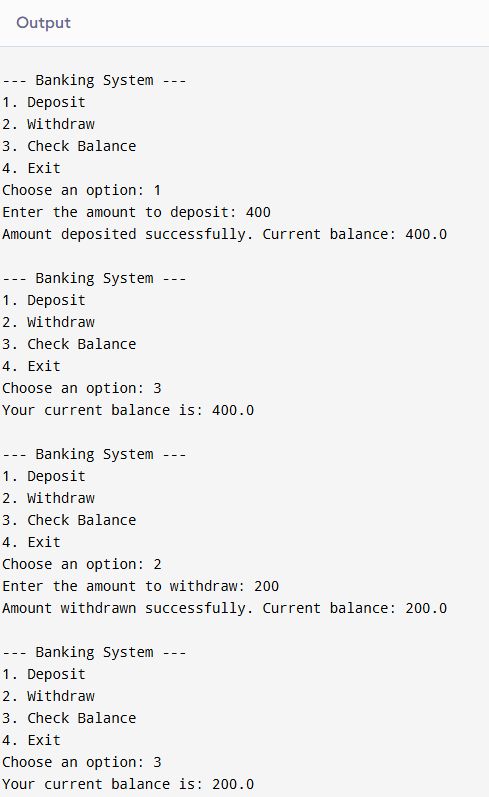 Output
--- Banking System ---
1. Deposit
2. Withdraw
3. Check Balance
4. Exit
Choose an option: 1
Enter the amount to deposit: 400
Amount deposited successfully. Current balance: 400.0
--- Banking System ---
1. Deposit
2. Withdraw
3. Check Balance
4. Exit
Choose an option: 3
Your current balance is: 400.0
--- Banking System ---
1. Deposit
2. Withdraw
3. Check Balance
4. Exit
Choose an option: 2
Enter the amount to withdraw: 200
Amount withdrawn successfully. Current balance: 200.0
--- Banking System ---
1. Deposit
2. Withdraw
3. Check Balance
4. Exit
Choose an option: 3
Your current balance is: 200.0